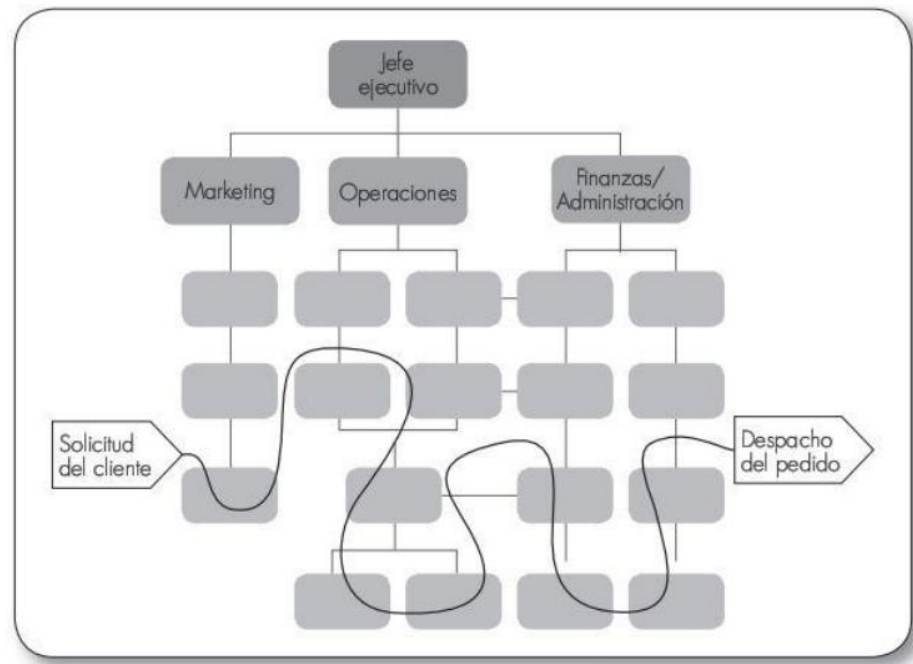 Jefe
ejecutivo
Marketing
Operaciones
Finanzas/
Administración
Solicitud
del cliente
Despacho
del pedido